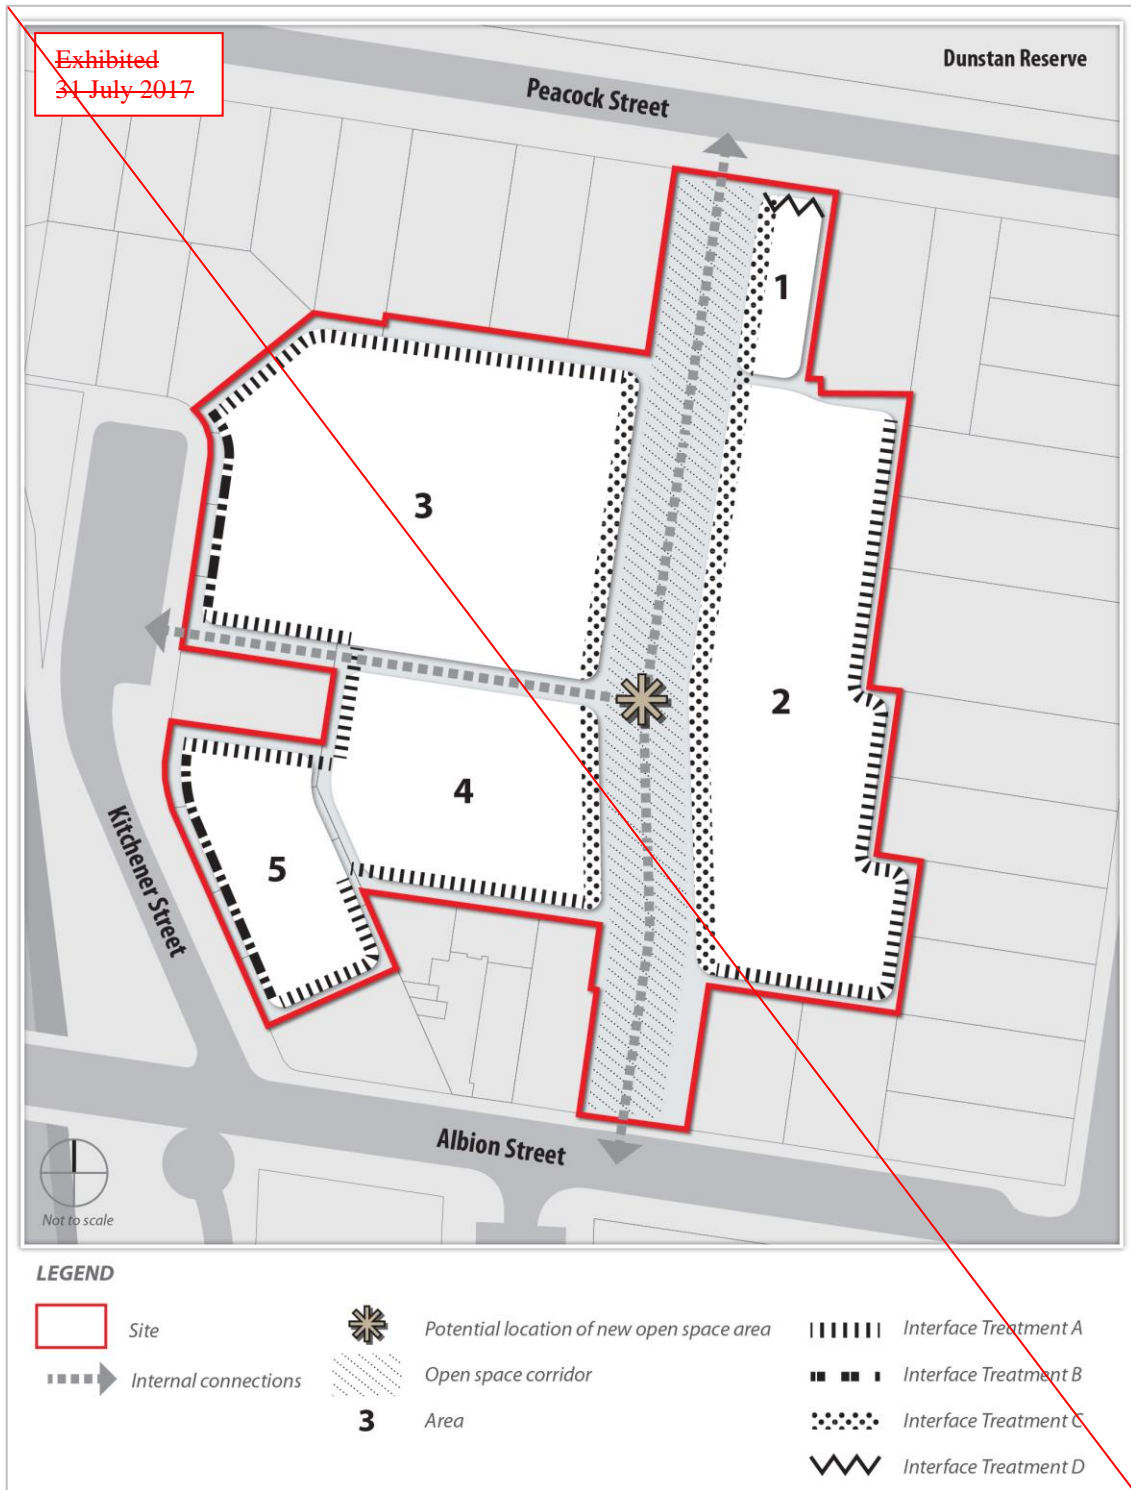 Exhibited
31 July 2017
Dunstan Reserve
Peacock Street
1
3
2
4
5
Kitchener Street
Albion Street
Not to scale
LEGEND
Site
Internal connections
Potential location of new open space area
Open space corridor
3 Area
Interface Treatment A
Interface Treatment B
Interface Treatment C
Interface Treatment D